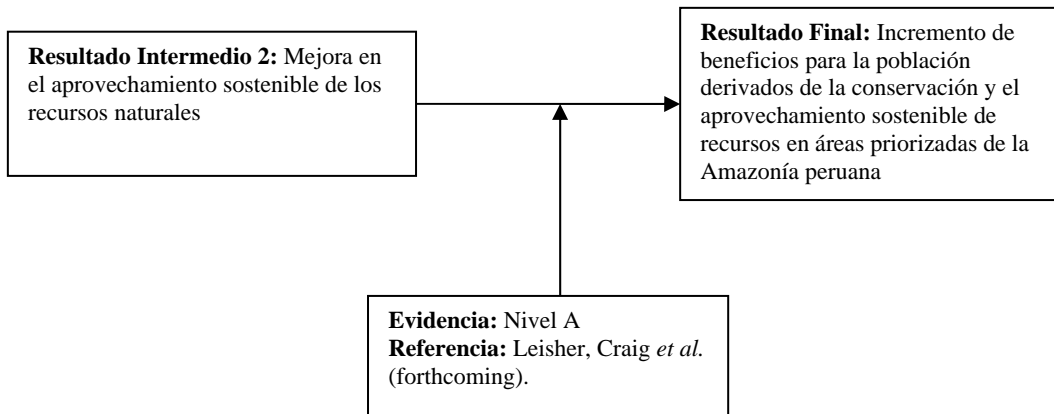 Resultado Intermedio 2: Mejora en
el aprovechamiento sostenible de los
recursos naturales
Resultado Final: Incremento de
beneficios para la población
derivados de la conservación y el
aprovechamiento sostenible de
recursos en áreas priorizadas de la
Amazonía peruana
Evidencia: Nivel A
Referencia: Leisher, Craig et al.
(forthcoming).